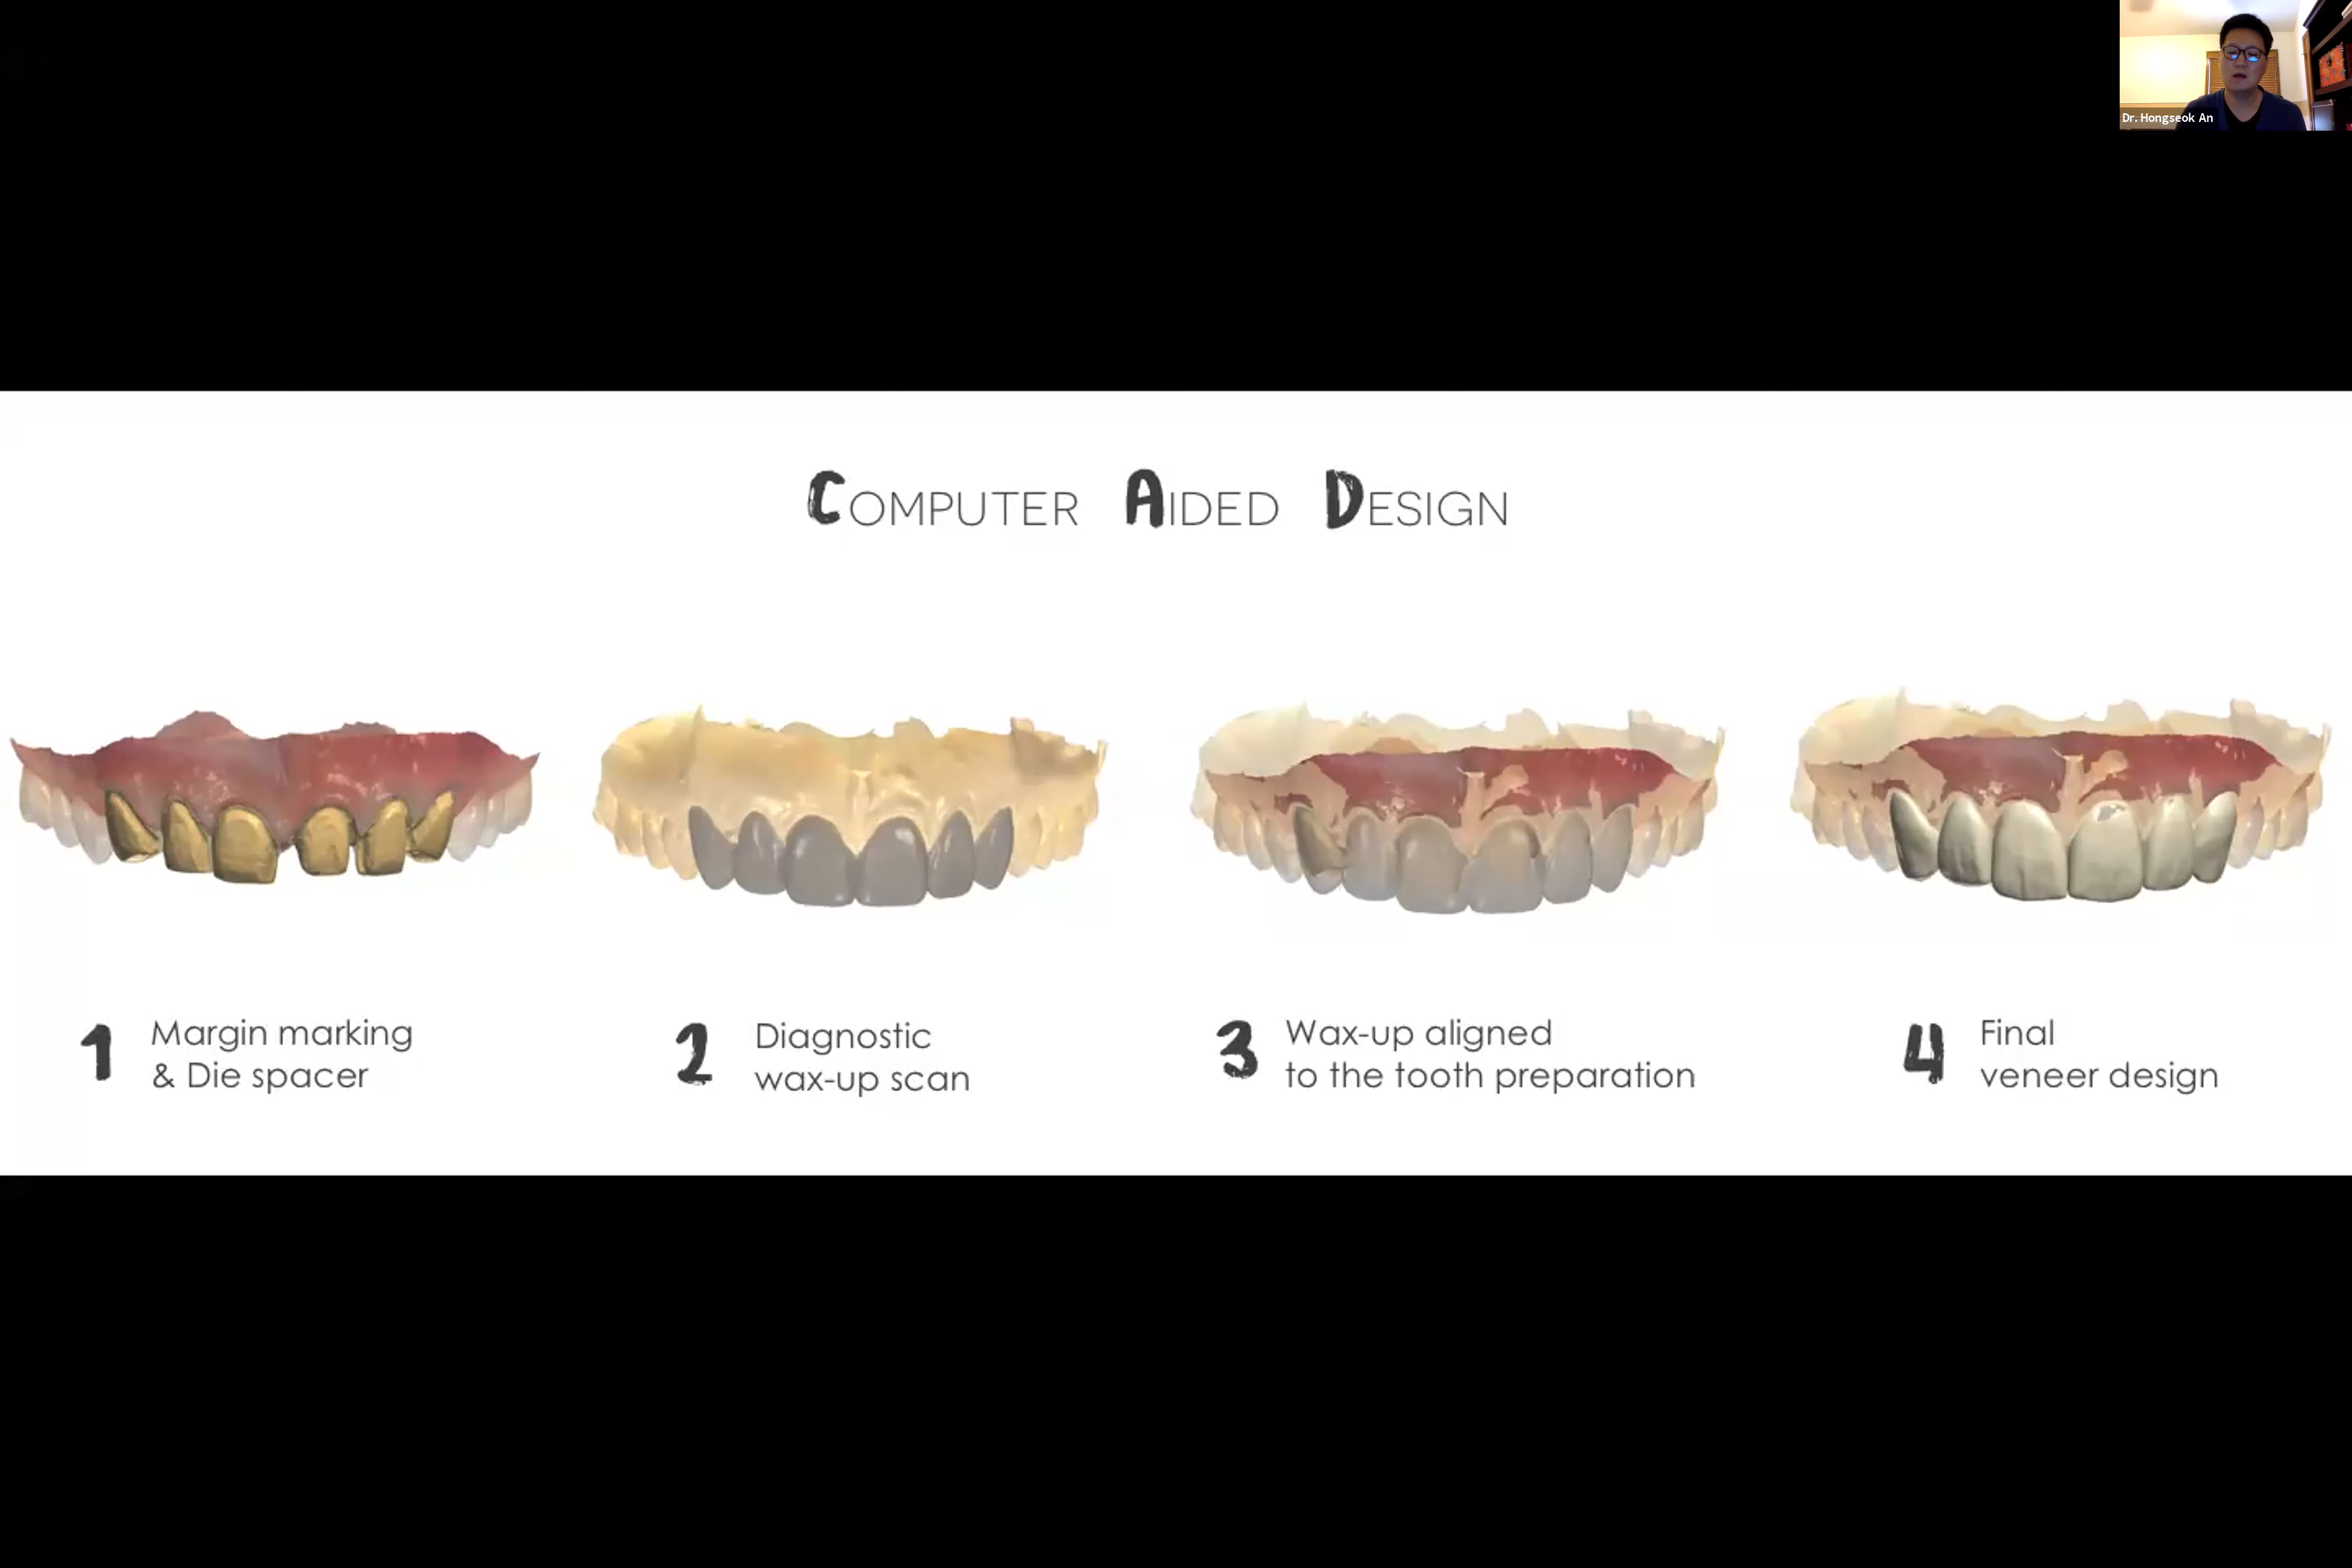 Dr. Hongseok An
COMPUTER AIDED DESIGN
1 Margin marking
& Die spacer
2 Diagnostic
wax-up scan
3 Wax-up aligned
to the tooth preparation
4 Final
veneer design